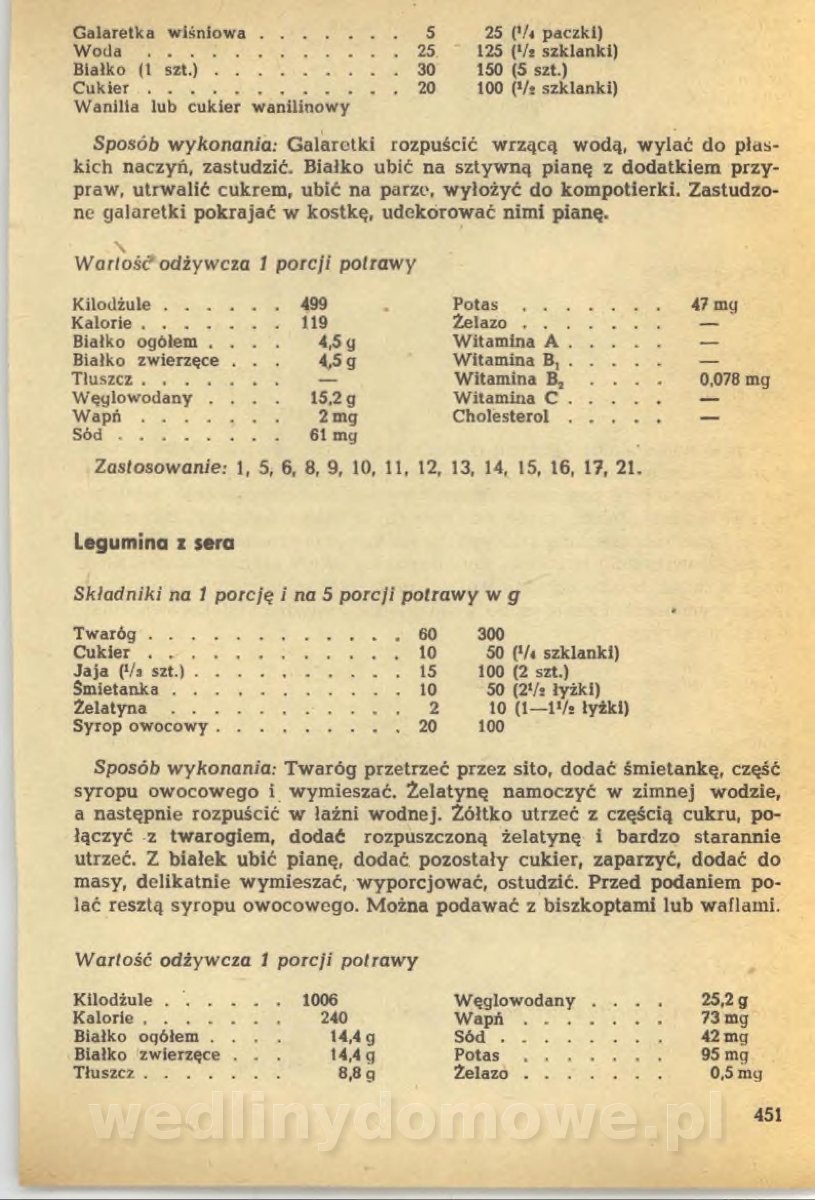 Galaretka wiśniowa . . . . . . . 5 25 (¹/₄ paczki)
Woda . . . . . . . . . . . . 25 125 (¹/₂ szklanki)
Białko (1 szt.) . . . . . . . . . 30 150 (5 szt.)
Cukier . . . . . . . . . . . . 20 100 (¹/₂ szklanki)
Wanilia lub cukier wanilinowy
Sposób wykonania: Galaretki rozpuścić wrzącą wodą, wylać do płas-
kich naczyń, zastudzić. Białko ubić na sztywną pianę z dodatkiem przy-
praw, utrwalić cukrem, ubić na parze, wyłożyć do kompotierki. Zastudzo-
ne galaretki pokrajać w kostkę, udekorować nimi pianę.
Wartość odżywcza 1 porcji potrawy
Kilodżule . . . . . . 499 Potas . . . . . . . 47 mg
Kalorie . . . . . . . 119 Żelazo . . . . . . . —
Białko ogółem . . . . 4,5 g Witamina A . . . . . —
Białko zwierzęce . . . 4,5 g Witamina B₁ . . . . . —
Tłuszcz . . . . . . . — Witamina B₂ . . . . 0,078 mg
Węglowodany . . . . 15,2 g Witamina C . . . . . —
Wapń . . . . . . . 2 mg Cholesterol . . . . . —
Sód . . . . . . . . 61 mg
Zastosowanie: 1, 5, 6, 8, 9, 10, 11, 12, 13, 14, 15, 16, 17, 21.
Legumina z sera
Składniki na 1 porcję i na 5 porcji potrawy w g
Twaróg . . . . . . . . . . . . 60 300
Cukier . . . . . . . . . . . . 10 50 (¹/₄ szklanki)
Jaja (¹/₃ szt.) . . . . . . . . . . 15 100 (2 szt.)
Śmietanka . . . . . . . . . . . 10 50 (2¹/₂ łyżki)
Żelatyna . . . . . . . . . . . 2 10 (1—1¹/₂ łyżki)
Syrop owocowy . . . . . . . . . 20 100
Sposób wykonania: Twaróg przetrzeć przez sito, dodać śmietankę, część
syropu owocowego i wymieszać. Żelatynę namoczyć w zimnej wodzie,
a następnie rozpuścić w łaźni wodnej. Żółtko utrzeć z częścią cukru, po-
łączyć z twarogiem, dodać rozpuszczoną żelatynę i bardzo starannie
utrzeć. Z białek ubić pianę, dodać pozostały cukier, zaparzyć, dodać do
masy, delikatnie wymieszać, wyporcjować, ostudzić. Przed podaniem po-
lać resztą syropu owocowego. Można podawać z biszkoptami lub waflami.
Wartość odżywcza 1 porcji potrawy
Kilodżule . . . . . . 1006 Węglowodany . . . . 25,2 g
Kalorie . . . . . . . 240 Wapń . . . . . . . 73 mg
Białko ogółem . . . . 14,4 g Sód . . . . . . . . 42 mg
Białko zwierzęce . . . 14,4 g Potas . . . . . . . 95 mg
Tłuszcz . . . . . . . 8,8 g Żelazo . . . . . . . 0,5 mg
451
wedlinydomowe.pl